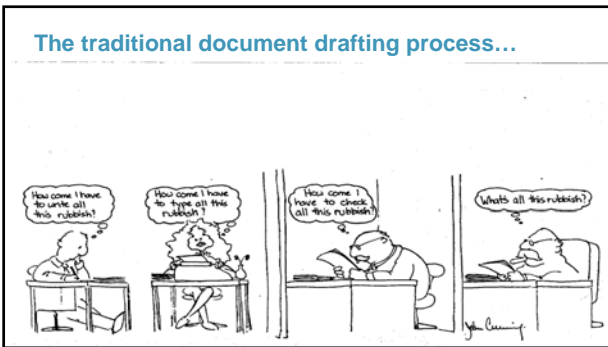 The traditional document drafting process...
How come I have
to write all
this rubbish?
How come I have
to type all this
rubbish?
How come I
have to check
all this rubbish?
What's all this rubbish?